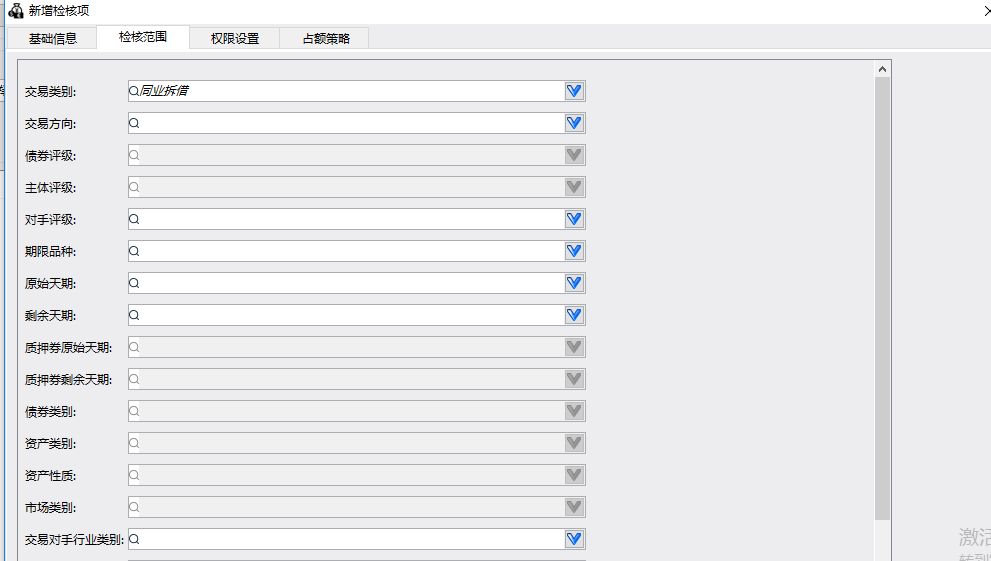 新增检核项
基础信息 检核范围 权限设置 占额策略
交易类别: 同业拆借
交易方向:
债券评级:
主体评级:
对手评级:
期限品种:
原始天期:
剩余天期:
质押券原始天期:
质押券剩余天期:
债券类别:
资产类别:
资产性质:
市场类别:
交易对手行业类别:
激活